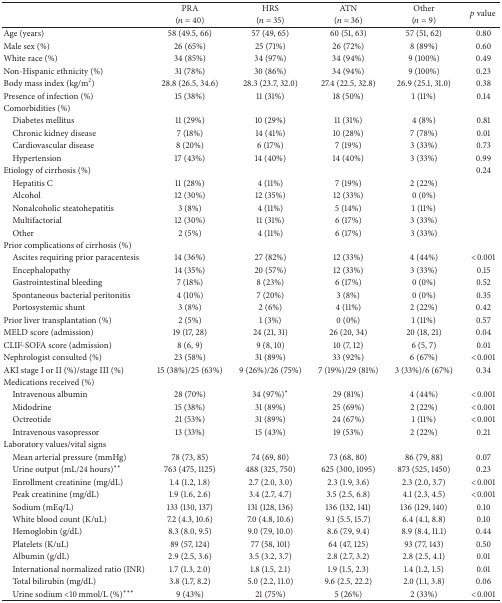 PRA HRS ATN Other p value
(n = 40) (n = 35) (n = 36) (n = 9)
Age (years) 58 (49.5, 66) 57 (49, 65) 60 (51, 63) 57 (51, 62) 0.80
Male sex (%) 26 (65%) 25 (71%) 26 (72%) 8 (89%) 0.60
White race (%) 34 (85%) 34 (97%) 34 (94%) 9 (100%) 0.49
Non-Hispanic ethnicity (%) 31 (78%) 30 (86%) 34 (94%) 9 (100%) 0.23
Body mass index (kg/m²) 28.8 (26.5, 34.6) 28.3 (23.7, 32.0) 27.4 (22.5, 32.8) 26.9 (25.1, 31.0) 0.38
Presence of infection (%) 15 (38%) 11 (31%) 18 (50%) 1 (11%) 0.14
Comorbidities (%)
Diabetes mellitus 11 (29%) 10 (29%) 11 (31%) 4 (8%) 0.81
Chronic kidney disease 7 (18%) 14 (41%) 10 (28%) 7 (78%) 0.01
Cardiovascular disease 8 (20%) 6 (17%) 7 (19%) 3 (33%) 0.73
Hypertension 17 (43%) 14 (40%) 14 (40%) 3 (33%) 0.99
Etiology of cirrhosis (%) 0.24
Hepatitis C 11 (28%) 4 (11%) 7 (19%) 2 (22%)
Alcohol 12 (30%) 12 (35%) 12 (33%) 0 (0%)
Nonalcoholic steatohepatitis 3 (8%) 4 (11%) 5 (14%) 1 (11%)
Multifactorial 12 (30%) 11 (31%) 6 (17%) 3 (33%)
Other 2 (5%) 4 (11%) 6 (17%) 3 (33%)
Prior complications of cirrhosis (%)
Ascites requiring prior paracentesis 14 (36%) 27 (82%) 12 (33%) 4 (44%) <0.001
Encephalopathy 14 (35%) 20 (57%) 12 (33%) 3 (33%) 0.15
Gastrointestinal bleeding 7 (18%) 8 (23%) 6 (17%) 0 (0%) 0.52
Spontaneous bacterial peritonitis 4 (10%) 7 (20%) 3 (8%) 0 (0%) 0.35
Portosystemic shunt 3 (8%) 2 (6%) 4 (11%) 2 (22%) 0.42
Prior liver transplantation (%) 2 (5%) 1 (3%) 0 (0%) 1 (11%) 0.57
MELD score (admission) 19 (17, 28) 24 (21, 31) 26 (20, 34) 20 (18, 21) 0.04
CLIF-SOFA score (admission) 8 (6, 9) 9 (8, 10) 10 (7, 12) 6 (5, 7) 0.01
Nephrologist consulted (%) 23 (58%) 31 (89%) 33 (92%) 6 (67%) <0.001
AKI stage I or II (%)/stage III (%) 15 (38%)/25 (63%) 9 (26%)/26 (75%) 7 (19%)/29 (81%) 3 (33%)/6 (67%) 0.34
Medications received (%)
Intravenous albumin 28 (70%) 34 (97%)* 29 (81%) 4 (44%) <0.001
Midodrine 15 (38%) 31 (89%) 25 (69%) 2 (22%) <0.001
Octreotide 21 (53%) 31 (89%) 24 (67%) 1 (11%) <0.001
Intravenous vasopressor 13 (33%) 15 (43%) 19 (53%) 2 (22%) 0.21
Laboratory values/vital signs
Mean arterial pressure (mmHg) 78 (73, 85) 74 (69, 80) 73 (68, 80) 86 (79, 88) 0.07
Urine output (mL/24 hours)** 763 (475, 1125) 488 (325, 750) 625 (300, 1095) 873 (525, 1450) 0.23
Enrollment creatinine (mg/dL) 1.4 (1.2, 1.8) 2.7 (2.0, 3.0) 2.3 (1.9, 3.6) 2.3 (2.0, 3.7) <0.001
Peak creatinine (mg/dL) 1.9 (1.6, 2.6) 3.4 (2.7, 4.7) 3.5 (2.5, 6.8) 4.1 (2.3, 4.5) <0.001
Sodium (mEq/L) 133 (130, 137) 131 (128, 136) 136 (132, 141) 136 (129, 140) 0.10
White blood count (K/uL) 7.2 (4.3, 10.6) 7.0 (4.8, 10.6) 9.1 (5.5, 15.7) 6.4 (4.1, 8.8) 0.10
Hemoglobin (g/dL) 8.3 (8.0, 9.5) 9.0 (7.9, 10.0) 8.6 (7.9, 9.4) 8.9 (8.4, 11.1) 0.44
Platelets (K/uL) 89 (57, 124) 77 (58, 101) 64 (47, 125) 93 (77, 143) 0.50
Albumin (g/dL) 2.9 (2.5, 3.6) 3.5 (3.2, 3.7) 2.8 (2.7, 3.2) 2.8 (2.5, 4.1) 0.01
International normalized ratio (INR) 1.7 (1.3, 2.0) 1.8 (1.5, 2.1) 1.9 (1.5, 2.3) 1.4 (1.2, 1.5) 0.01
Total bilirubin (mg/dL) 3.8 (1.7, 8.2) 5.0 (2.2, 11.0) 9.6 (2.5, 22.2) 2.0 (1.1, 3.8) 0.06
Urine sodium <10 mmol/L (%)*** 9 (43%) 21 (75%) 5 (26%) 2 (33%) <0.001